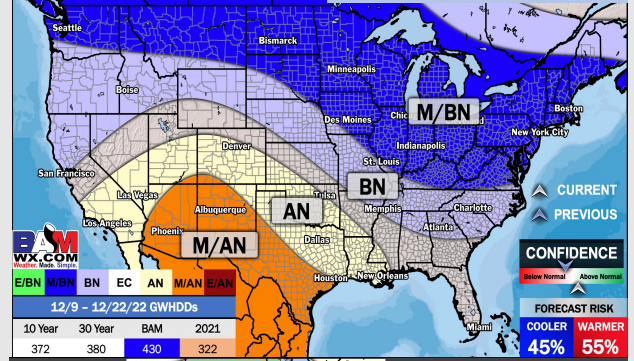 Seattle
Bismarck
Minneapolis
Boise
M/BN
Boston
Des Moines
New York City
Indianapolis
Denver
St. Louis
San Francisco
BN
CURRENT
Las Vegas
Tulsa
Memphis
Charlotte
PREVIOUS
Albuquerque
AN
Los Angeles
Atlanta
Phoenix
M/AN
Dallas
BAM
WX.COM
Weather. Made. Simple.
CONFIDENCE
Houston
New Orleans
Below Normal
Above Normal
E/BN M/BN BN EC AN M/AN E/AN
12/9 – 12/22/22 GWHDDs
FORECAST RISK
10 Year 30 Year BAM 2021
Miami
COOLER WARMER
372 380 430 322
45% 55%